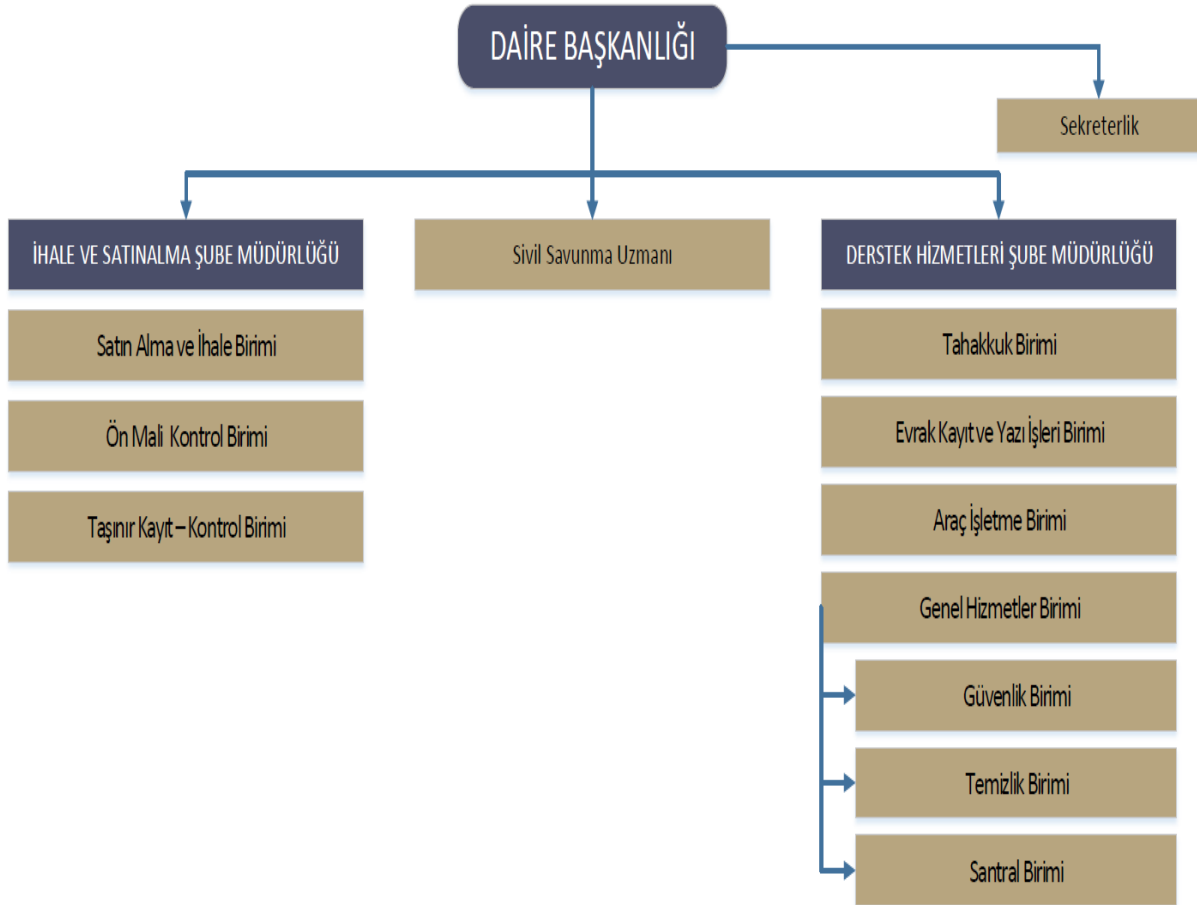 DAİRE BAŞKANLIĞI
Sekreterlik
İHALE VE SATINALMA ŞUBE MÜDÜRLÜĞÜ
Satın Alma ve İhale Birimi
Ön Mali Kontrol Birimi
Taşınır Kayıt – Kontrol Birimi
Sivil Savunma Uzmanı
DERSTEK HİZMETLERİ ŞUBE MÜDÜRLÜĞÜ
Tahakkuk Birimi
Evrak Kayıt ve Yazı İşleri Birimi
Araç İşletme Birimi
Genel Hizmetler Birimi
Güvenlik Birimi
Temizlik Birimi
Santral Birimi